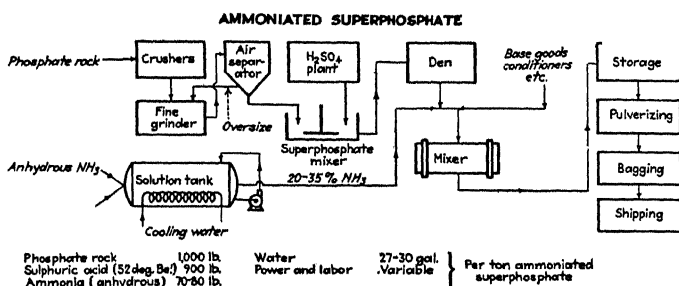 AMMONIATED SUPERPHOSPHATE
Phosphate rock
Crushers
Air
separ-
ator
H₂SO₄
plant
Den
Base goods
conditioners
etc.
Storage
Fine
grinder
Oversize
Superphosphate
mixer
Pulverizing
Mixer
Anhydrous NH₃
Solution tank
20-35% NH₃
Bagging
Cooling water
Shipping
Phosphate rock 1,000 lb.
Sulphuric acid (52 deg. Bé.) 900 lb.
Ammonia (anhydrous) 70-80 lb.
Water 27-30 gal.
Power and labor Variable
Per ton ammoniated
superphosphate